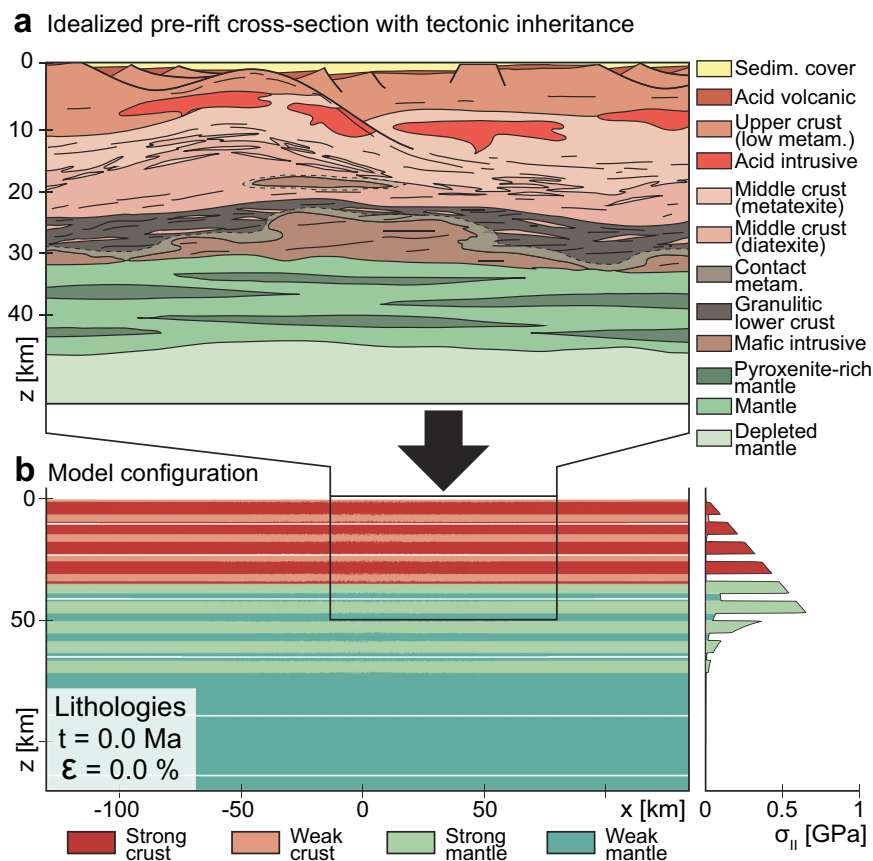 a Idealized pre-rift cross-section with tectonic inheritance
0
10
20
30
40
z [km]
Sedim. cover
Acid volcanic
Upper crust
(low metam.)
Acid intrusive
Middle crust
(metatexite)
Middle crust
(diatexite)
Contact
metam.
Granulitic
lower crust
Mafic intrusive
Pyroxenite-rich
mantle
Mantle
Depleted
mantle
b Model configuration
0
50
z [km]
Lithologies
t = 0.0 Ma
Ɛ = 0.0 %
-100 -50 0 50 x [km]
0 0.5 1
σII [GPa]
Strong
crust
Weak
crust
Strong
mantle
Weak
mantle